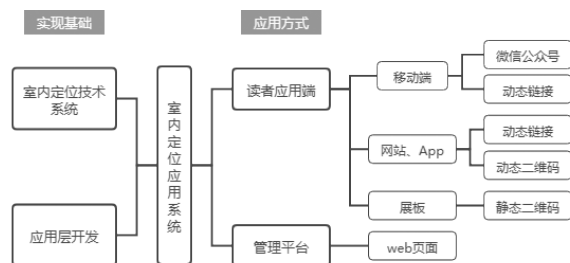 实现基础
应用方式
室内定位技术
系统
应用层开发
室内定位应用系统
读者应用端
管理平台
移动端
网站、App
展板
web页面
微信公众号
动态链接
动态链接
动态二维码
静态二维码